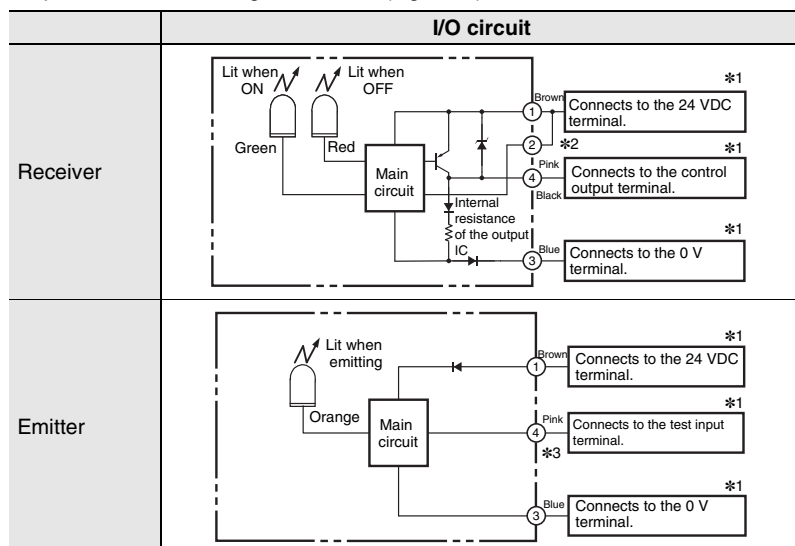 I/O circuit
Receiver
Lit when
ON
Lit when
OFF
Green
Red
Main
circuit
Internal
resistance
of the output
IC
Brown
1
2
✻2
Pink
4
Black
Blue
3
✻1
Connects to the 24 VDC
terminal.
✻1
Connects to the control
output terminal.
✻1
Connects to the 0 V
terminal.
Emitter
Lit when
emitting
Orange
Main
circuit
Brown
1
Pink
4
✻3
Blue
3
✻1
Connects to the 24 VDC
terminal.
✻1
Connects to the test input
terminal.
✻1
Connects to the 0 V
terminal.